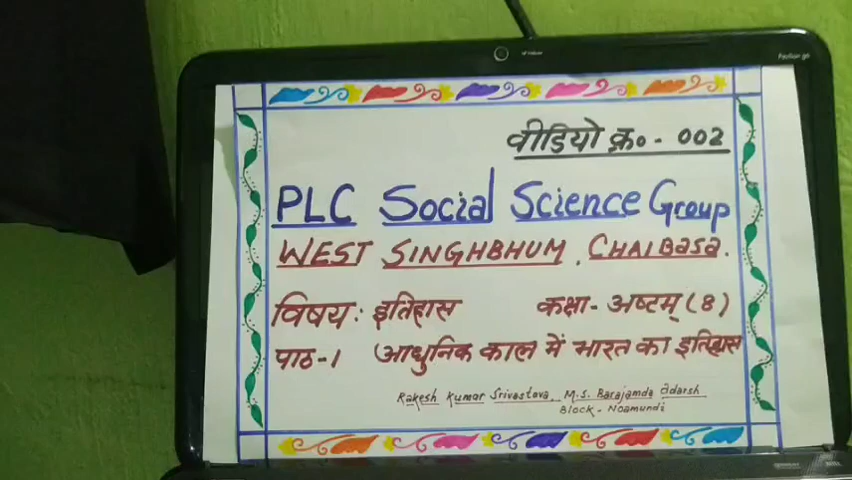 वीडियो क्र० - 002
PLC Social Science Group
WEST SINGHBHUM, CHAIBASA.
विषय : इतिहास कक्षा - अष्टम् (8)
पाठ -1 आधुनिक काल में भारत का इतिहास
Rakesh Kumar Srivastava, M.S. Barajamda Adarsh
Block - Noamundi